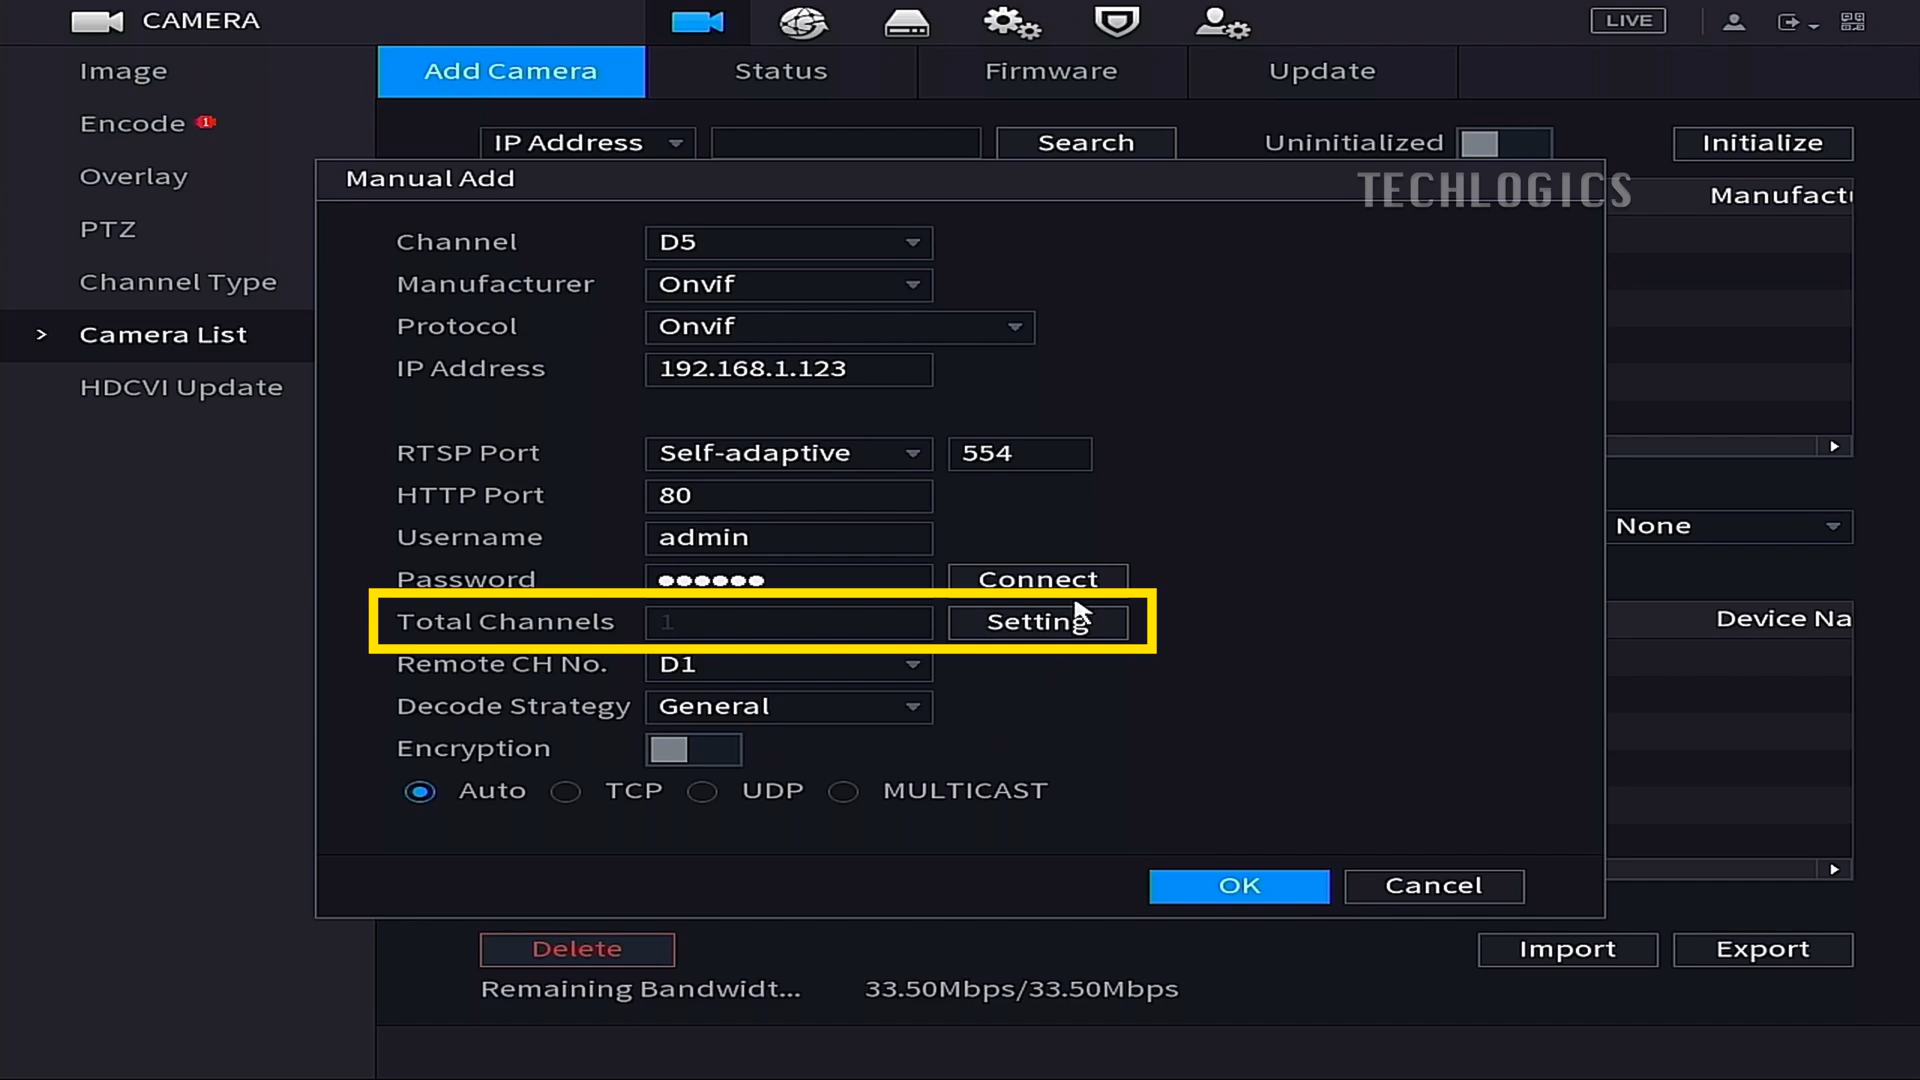 CAMERA
LIVE
Image
Add Camera
Status
Firmware
Update
Encode 1
IP Address
Search
Uninitialized
Initialize
Overlay
Manual Add
TECHLOGICS
Manufactu
PTZ
Channel
D5
Channel Type
Manufacturer
Onvif
Protocol
Onvif
> Camera List
IP Address
192.168.1.123
HDCVI Update
RTSP Port
Self-adaptive
554
HTTP Port
80
None
Username
admin
Password
●●●●●●
Connect
Total Channels
1
Setting
Device Na
Remote CH No.
D1
Decode Strategy
General
Encryption
Auto
TCP
UDP
MULTICAST
OK
Cancel
Delete
Import
Export
Remaining Bandwidt...
33.50Mbps/33.50Mbps